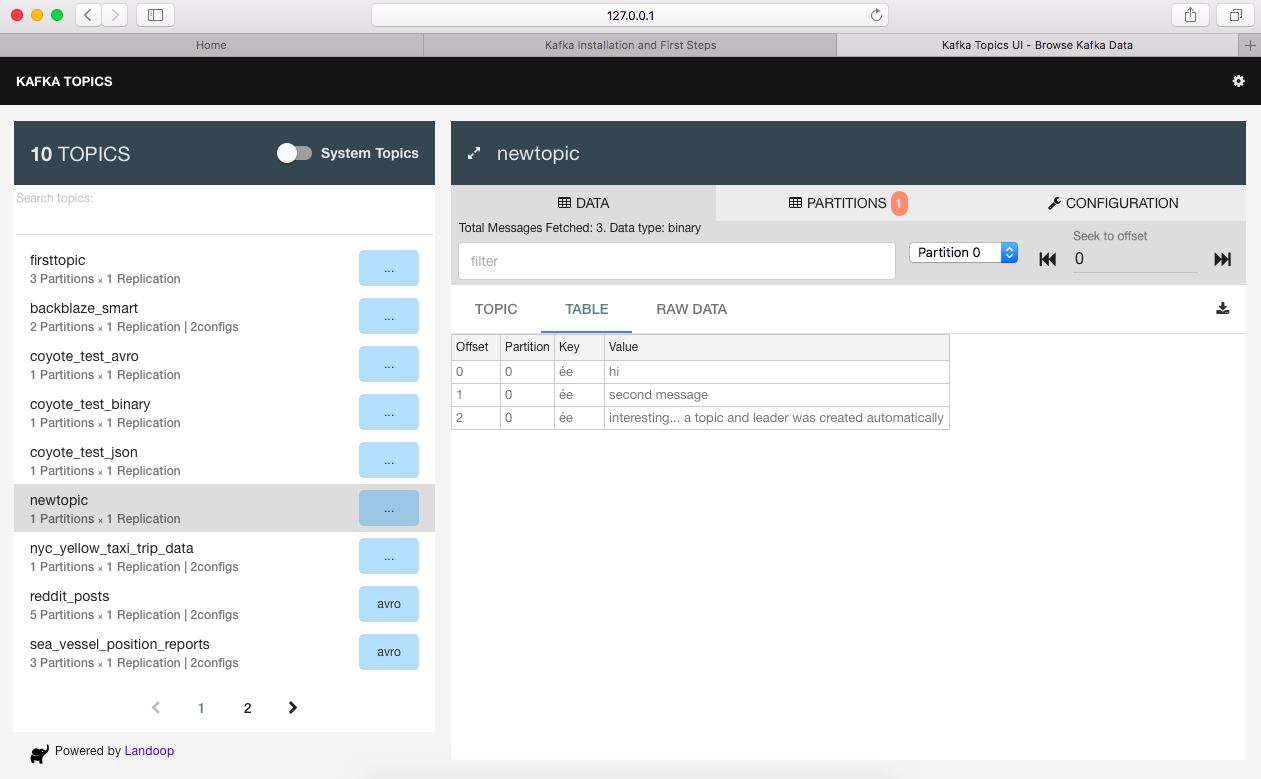 127.0.0.1
Home
Kafka Installation and First Steps
Kafka Topics UI - Browse Kafka Data
KAFKA TOPICS
10 TOPICS
System Topics
Search topics:
firsttopic
3 Partitions × 1 Replication
...
backblaze_smart
2 Partitions × 1 Replication | 2configs
...
coyote_test_avro
1 Partitions × 1 Replication
...
coyote_test_binary
1 Partitions × 1 Replication
...
coyote_test_json
1 Partitions × 1 Replication
...
newtopic
1 Partitions × 1 Replication
...
nyc_yellow_taxi_trip_data
1 Partitions × 1 Replication | 2configs
...
reddit_posts
5 Partitions × 1 Replication | 2configs
avro
sea_vessel_position_reports
3 Partitions × 1 Replication | 2configs
avro
1 2
Powered by Landoop
newtopic
DATA
PARTITIONS 1
CONFIGURATION
Total Messages Fetched: 3. Data type: binary
filter
Partition 0
Seek to offset
0
TOPIC
TABLE
RAW DATA
Offset Partition Key Value
0 0 ée hi
1 0 ée second message
2 0 ée interesting... a topic and leader was created automatically